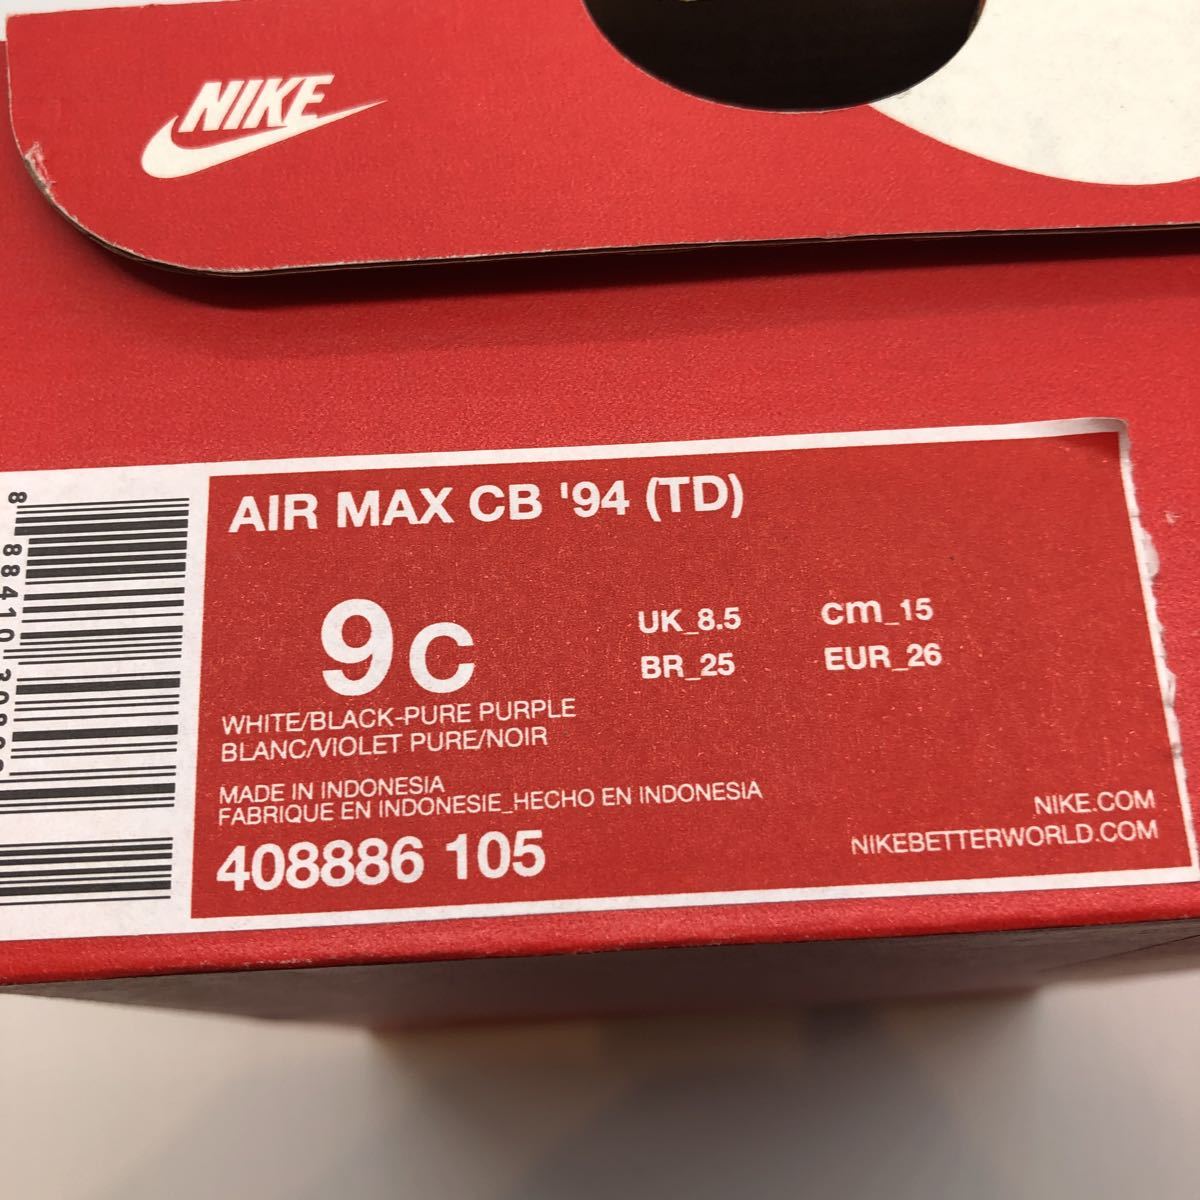 NIKE
AIR MAX CB '94 (TD)
9C
UK_8.5
cm_15
BR_25
EUR_26
WHITE/BLACK-PURE PURPLE
BLANC/VIOLET PURE/NOIR
MADE IN INDONESIA
FABRIQUE EN INDONESIE_HECHO EN INDONESIA
408886 105
NIKE.COM
NIKEBETTERWORLD.COM